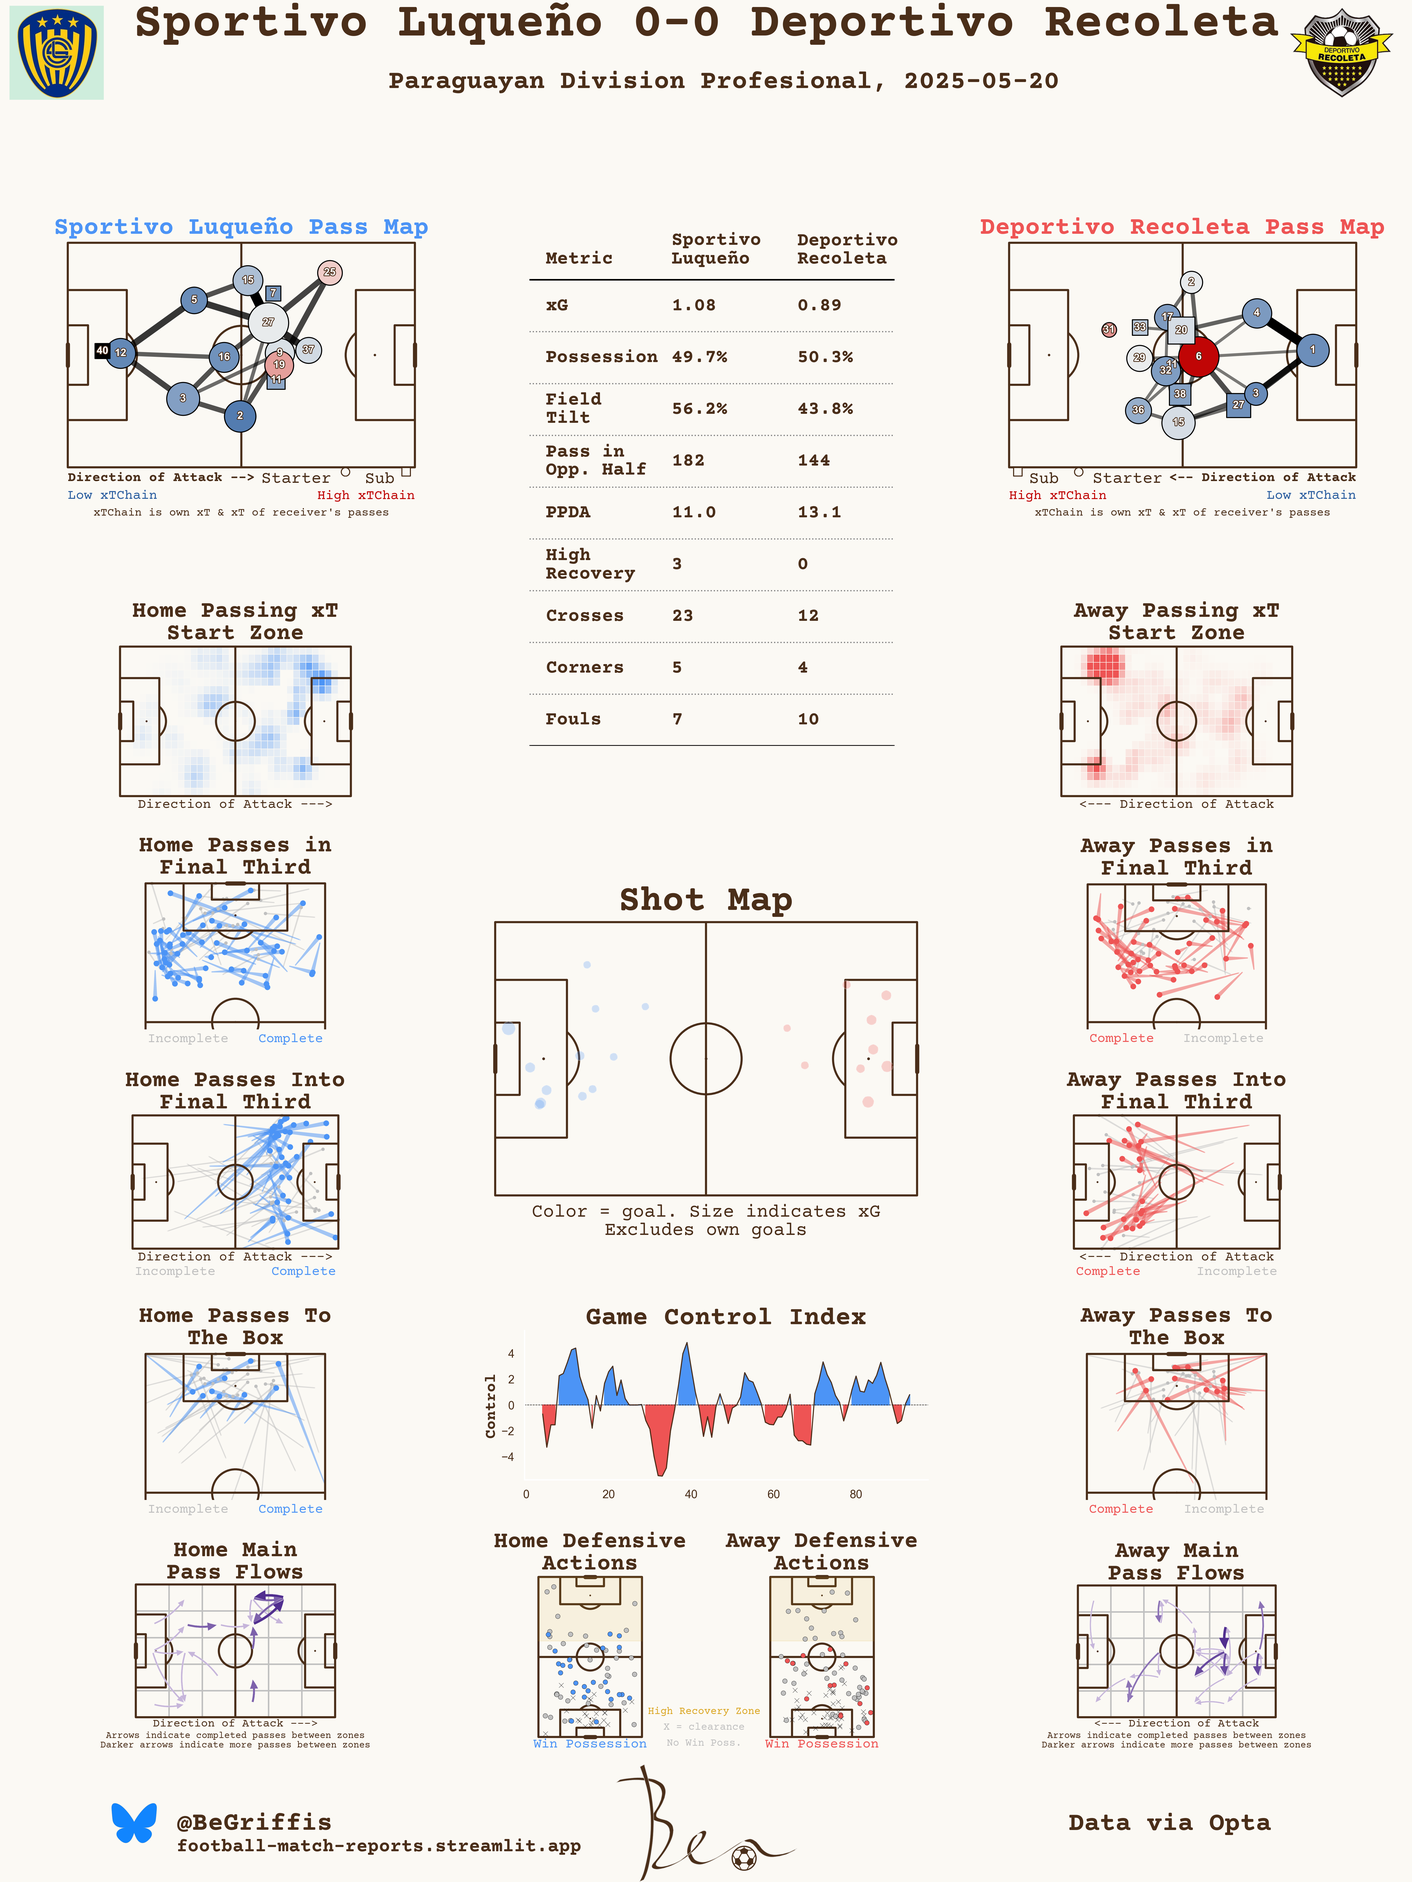 Sportivo Luqueño 0-0 Deportivo Recoleta
Paraguayan Division Profesional, 2025-05-20
DEPORTIVO
RECOLETA
Sportivo Luqueño Pass Map
40
12
5
3
16
15
7
27
25
9
37
19
11
2
Direction of Attack --> Starter Sub
Low xTChain High xTChain
xTChain is own xT & xT of receiver's passes
Metric Sportivo Luqueño Deportivo Recoleta
xG 1.08 0.89
Possession 49.7% 50.3%
Field Tilt 56.2% 43.8%
Pass in Opp. Half 182 144
PPDA 11.0 13.1
High Recovery 3 0
Crosses 23 12
Corners 5 4
Fouls 7 10
Deportivo Recoleta Pass Map
2
31
33
17
20
4
29
11
32
6
1
38
36
15
27
3
Sub Starter <-- Direction of Attack
High xTChain Low xTChain
xTChain is own xT & xT of receiver's passes
Home Passing xT
Start Zone
Direction of Attack --->
Away Passing xT
Start Zone
<--- Direction of Attack
Home Passes in
Final Third
Incomplete Complete
Away Passes in
Final Third
Complete Incomplete
Shot Map
Color = goal. Size indicates xG
Excludes own goals
Home Passes Into
Final Third
Direction of Attack --->
Incomplete Complete
Away Passes Into
Final Third
<--- Direction of Attack
Complete Incomplete
Home Passes To
The Box
Incomplete Complete
Game Control Index
Control
4
2
0
−2
−4
0 20 40 60 80
Away Passes To
The Box
Complete Incomplete
Home Main
Pass Flows
Direction of Attack --->
Arrows indicate completed passes between zones
Darker arrows indicate more passes between zones
Home Defensive
Actions
Win Possession
High Recovery Zone
X = clearance
No Win Poss.
Away Defensive
Actions
Win Possession
Away Main
Pass Flows
<--- Direction of Attack
Arrows indicate completed passes between zones
Darker arrows indicate more passes between zones
@BeGriffis
football-match-reports.streamlit.app
Ben
Data via Opta